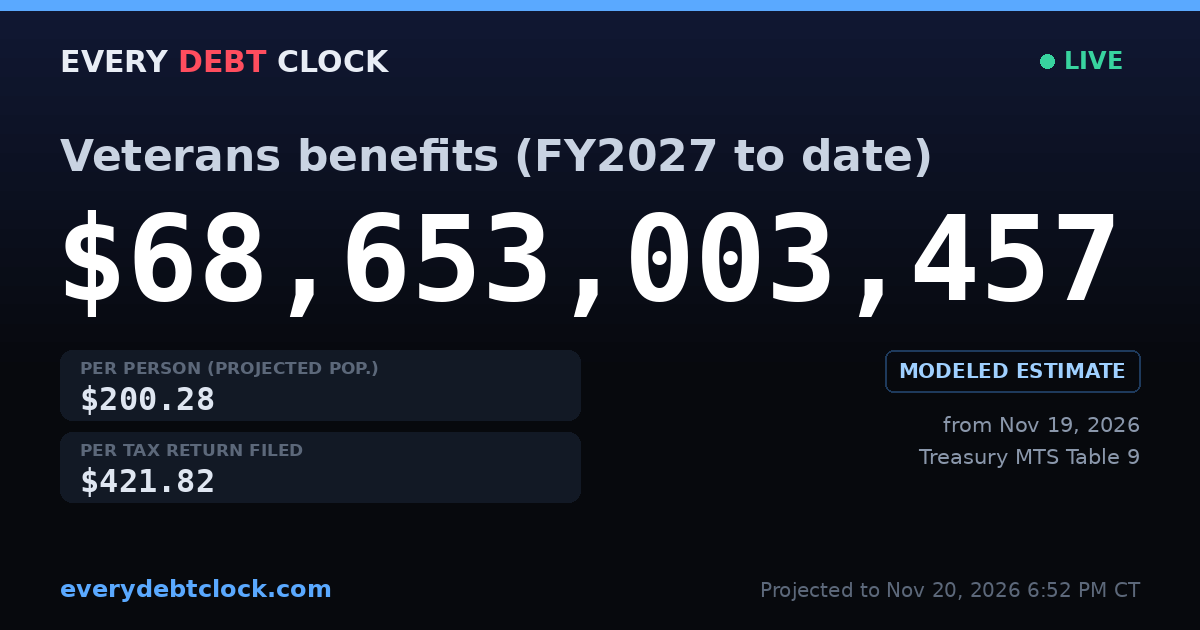 EVERY DEBT CLOCK
LIVE
Veterans benefits (FY2027 to date)
$68,653,003,457
PER PERSON (PROJECTED POP.)
$200.28
PER TAX RETURN FILED
$421.82
MODELED ESTIMATE
from Nov 19, 2026
Treasury MTS Table 9
everydebtclock.com
Projected to Nov 20, 2026 6:52 PM CT